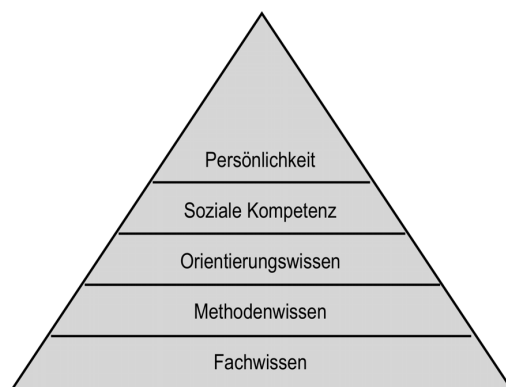 Persönlichkeit
Soziale Kompetenz
Orientierungswissen
Methodenwissen
Fachwissen